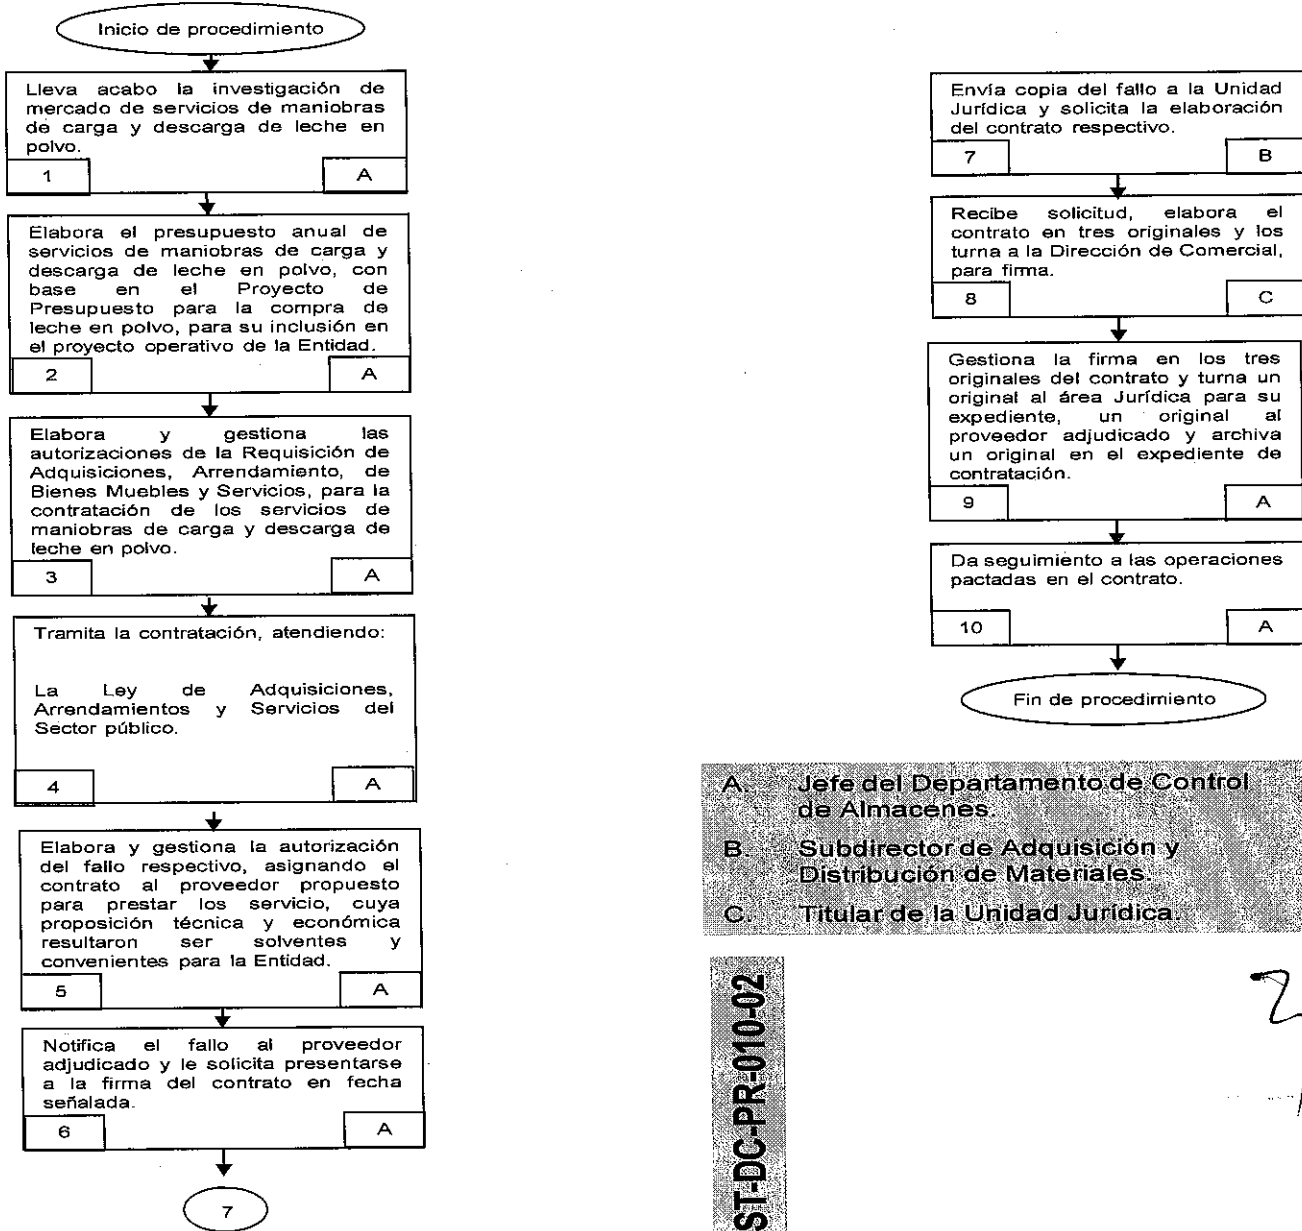 Inicio de procedimiento
Lleva acabo la investigación de
mercado de servicios de maniobras
de carga y descarga de leche en
polvo.
1
A
Elabora el presupuesto anual de
servicios de maniobras de carga y
descarga de leche en polvo, con
base en el Proyecto de
Presupuesto para la compra de
leche en polvo, para su inclusión en
el proyecto operativo de la Entidad.
2
A
Elabora y gestiona las
autorizaciones de la Requisición de
Adquisiciones, Arrendamiento, de
Bienes Muebles y Servicios, para la
contratación de los servicios de
maniobras de carga y descarga de
leche en polvo.
3
A
Tramita la contratación, atendiendo:
La Ley de Adquisiciones,
Arrendamientos y Servicios del
Sector público.
4
A
Elabora y gestiona la autorización
del fallo respectivo, asignando el
contrato al proveedor propuesto
para prestar los servicio, cuya
proposición técnica y económica
resultaron ser solventes y
convenientes para la Entidad.
5
A
Notifica el fallo al proveedor
adjudicado y le solicita presentarse
a la firma del contrato en fecha
señalada.
6
A
7
Envía copia del fallo a la Unidad
Jurídica y solicita la elaboración
del contrato respectivo.
7
B
Recibe solicitud, elabora el
contrato en tres originales y los
turna a la Dirección de Comercial,
para firma.
8
C
Gestiona la firma en los tres
originales del contrato y turna un
original al área Jurídica para su
expediente, un original al
proveedor adjudicado y archiva
un original en el expediente de
contratación.
9
A
Da seguimiento a las operaciones
pactadas en el contrato.
10
A
Fin de procedimiento
A. Jefe del Departamento de Control
de Almacenes.
B. Subdirector de Adquisición y
Distribución de Materiales.
C. Titular de la Unidad Jurídica.
ST-DC-PR-010-02